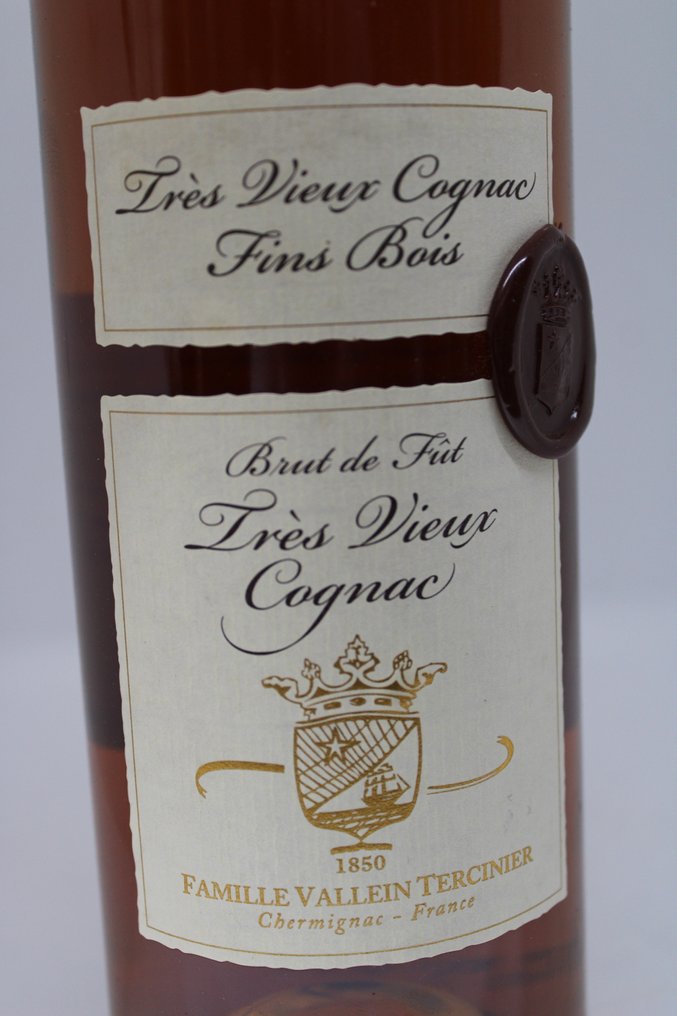 Très Vieux Cognac
Fins Bois
Brut de Fût
Très Vieux
Cognac
1850
FAMILLE VALLEIN TERCINIER
Chermignac - France